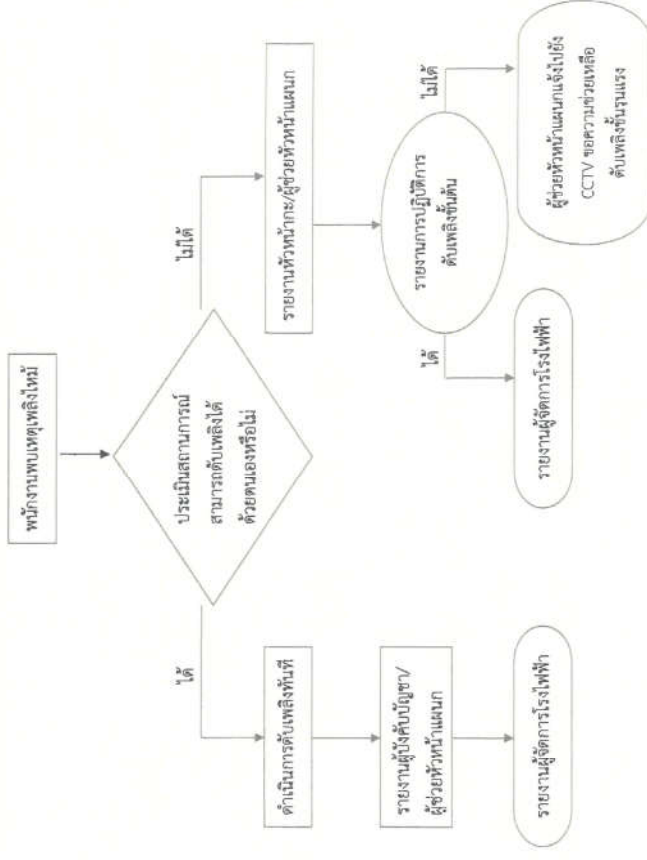 พนักงานพบเหตุเพลิงไหม้
ประเมินสถานการณ์
สามารถดับเพลิงได้
ด้วยตนเองหรือไม่
ได้
ไม่ได้
ดำเนินการดับเพลิงทันที
รายงานผู้บังคับบัญชา/
ผู้ช่วยหัวหน้าแผนก
รายงานผู้จัดการโรงไฟฟ้า
รายงานหัวหน้ากะ/ผู้ช่วยหัวหน้าแผนก
รายงานการปฏิบัติการ
ดับเพลิงขั้นต้น
ได้
ไม่ได้
รายงานผู้จัดการโรงไฟฟ้า
ผู้ช่วยหัวหน้าแผนกแจ้งไปยัง
CCTV ขอความช่วยเหลือ
ดับเพลิงขั้นรุนแรง